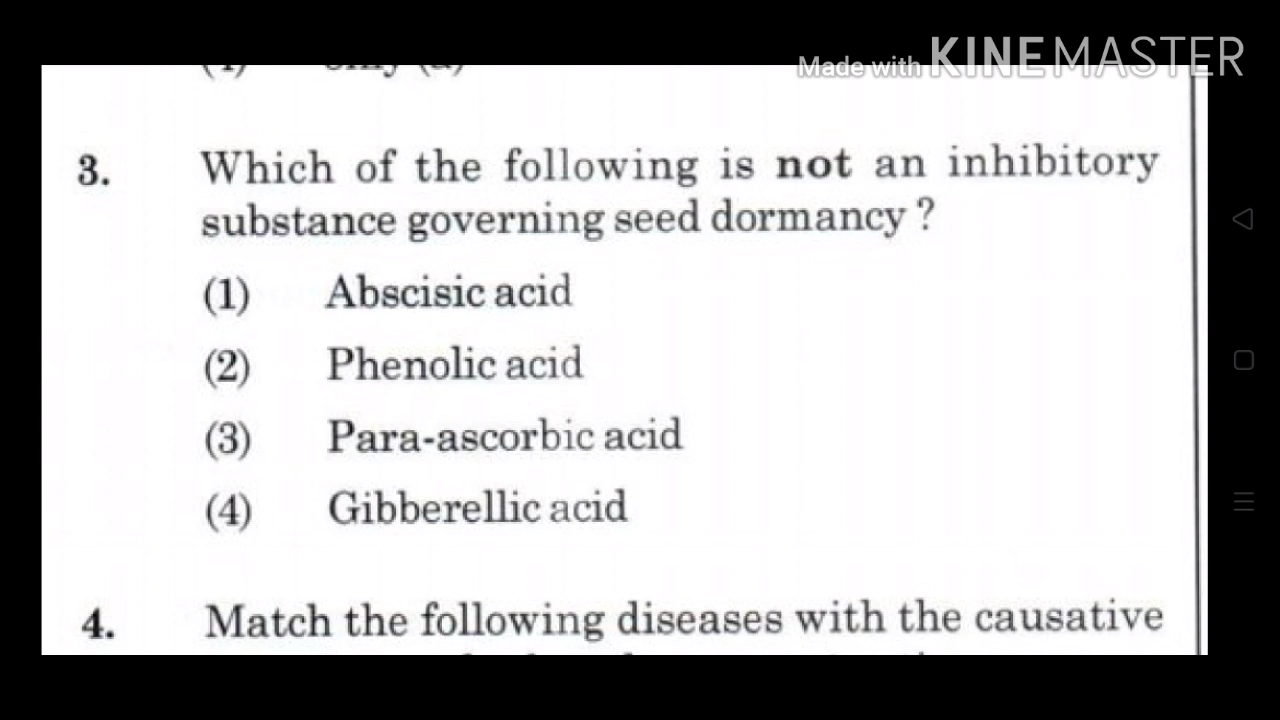 Made with KINEMASTER
3. Which of the following is not an inhibitory
substance governing seed dormancy ?
(1) Abscisic acid
(2) Phenolic acid
(3) Para-ascorbic acid
(4) Gibberellic acid
4. Match the following diseases with the causative